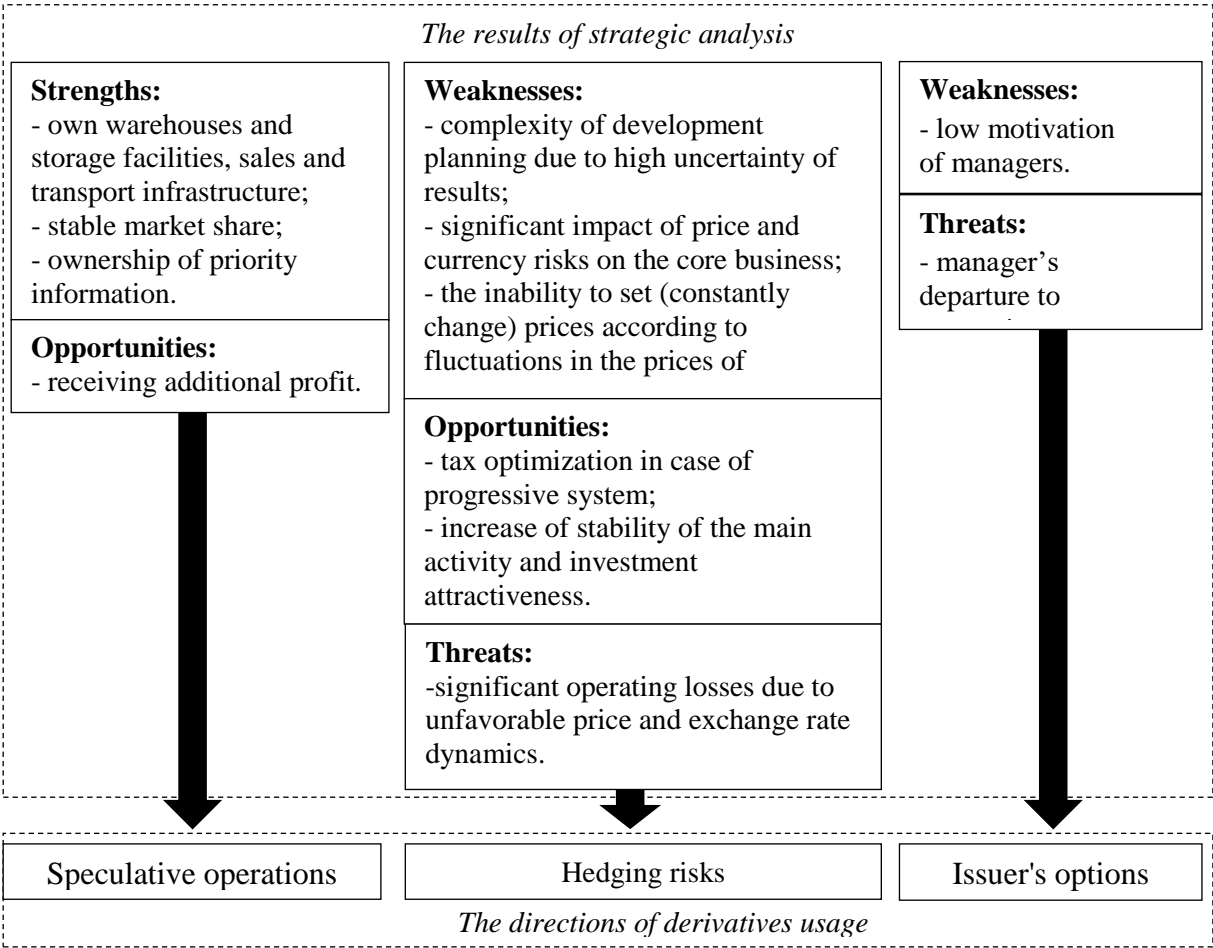 The results of strategic analysis
Strengths:
- own warehouses and
storage facilities, sales and
transport infrastructure;
- stable market share;
- ownership of priority
information.
Opportunities:
- receiving additional profit.
Weaknesses:
- complexity of development
planning due to high uncertainty of
results;
- significant impact of price and
currency risks on the core business;
- the inability to set (constantly
change) prices according to
fluctuations in the prices of
Opportunities:
- tax optimization in case of
progressive system;
- increase of stability of the main
activity and investment
attractiveness.
Threats:
-significant operating losses due to
unfavorable price and exchange rate
dynamics.
Weaknesses:
- low motivation
of managers.
Threats:
- manager’s
departure to
Speculative operations
Hedging risks
Issuer's options
The directions of derivatives usage